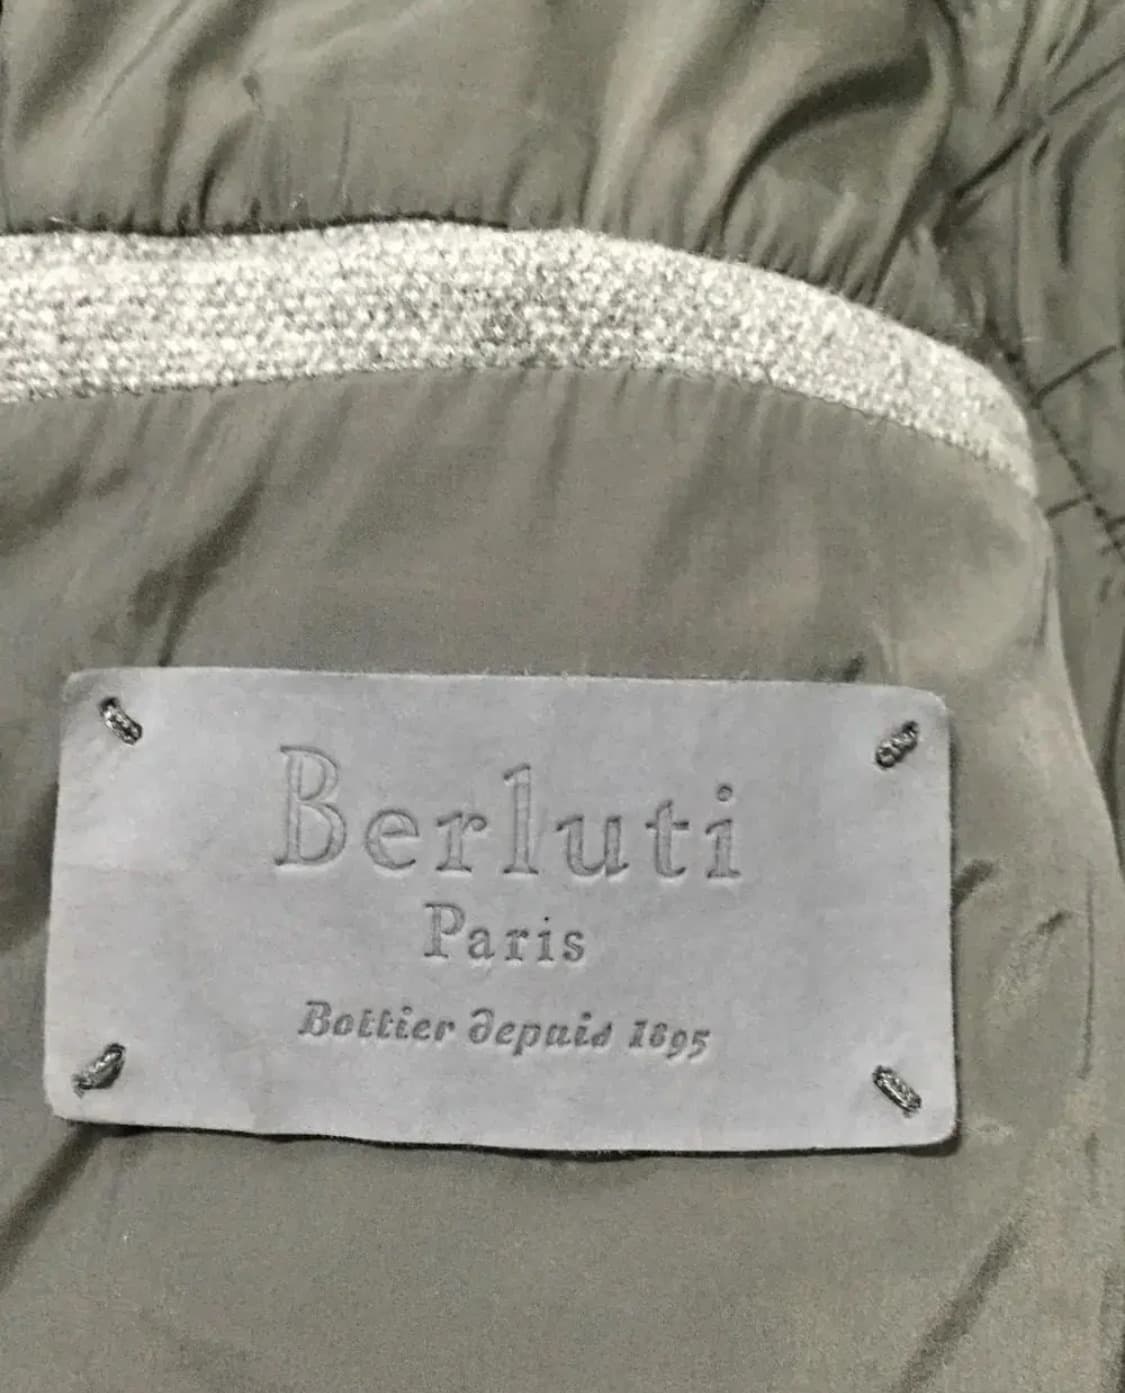 Berluti
Paris
Bottier depuis 1895